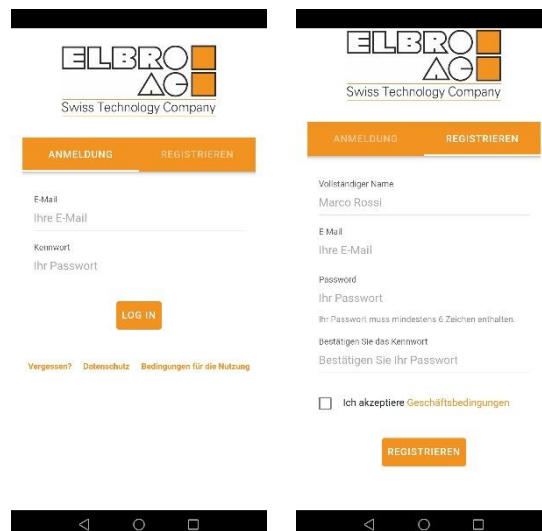 ELBRO
AG
Swiss Technology Company
ANMELDUNG
REGISTRIEREN
E-Mail
Ihre E-Mail
Kennwort
Ihr Passwort
LOG IN
Vergessen? Datenschutz Bedingungen für die Nutzung
ELBRO
AG
Swiss Technology Company
ANMELDUNG
REGISTRIEREN
Vollständiger Name
Marco Rossi
E-Mail
Ihre E-Mail
Password
Ihr Passwort
Ihr Passwort muss mindestens 6 Zeichen enthalten.
Bestätigen Sie das Kennwort
Bestätigen Sie Ihr Passwort
Ich akzeptiere Geschäftsbedingungen
REGISTRIEREN